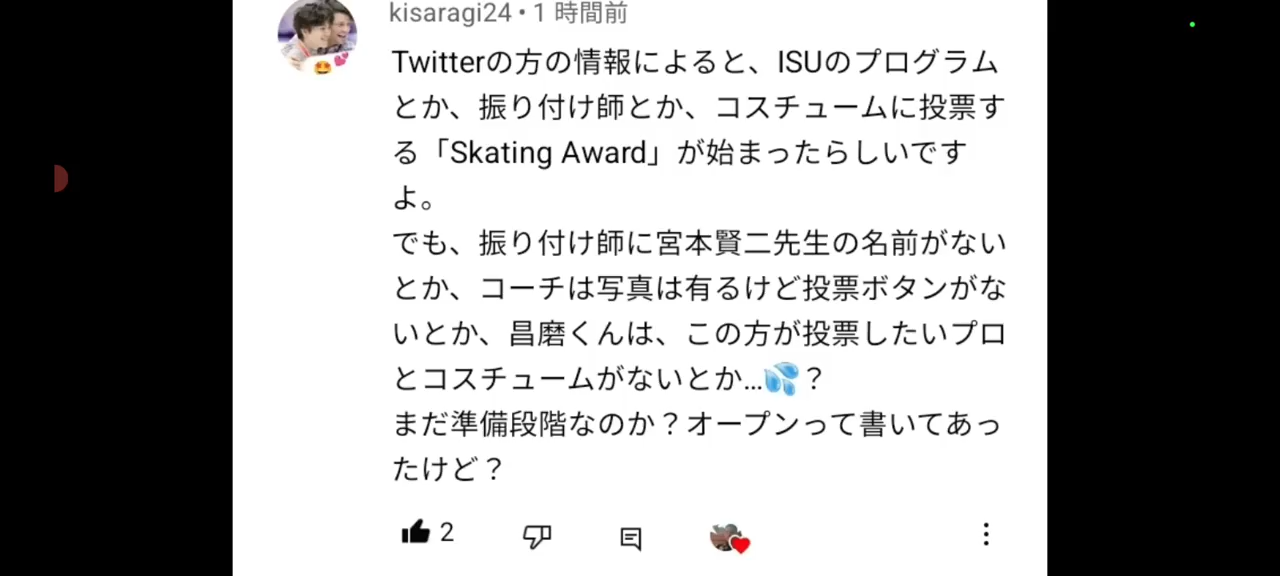 kisaragi24 • 1 時間前
Twitterの方の情報によると、ISUのプログラム
とか、振り付け師とか、コスチュームに投票す
る「Skating Award」が始まったらしいです
よ。
でも、振り付け師に宮本賢二先生の名前がない
とか、コーチは写真は有るけど投票ボタンがな
いとか、昌磨くんは、この方が投票したいプロ
とコスチュームがないとか...💦？
まだ準備段階なのか？オープンって書いてあっ
たけど？
2